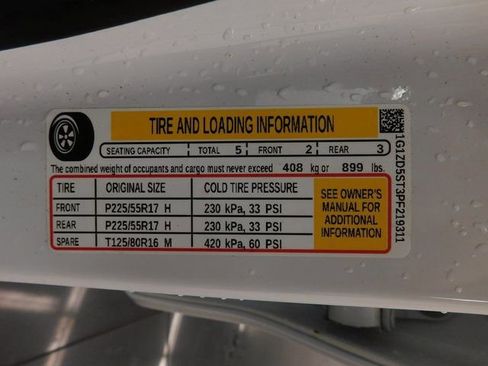 TIRE AND LOADING INFORMATION
SEATING CAPACITY TOTAL 5 FRONT 2 REAR 3
The combined weight of occupants and cargo must never exceed 408 kg or 899 lbs.
TIRE ORIGINAL SIZE COLD TIRE PRESSURE
FRONT P225/55R17 H 230 kPa, 33 PSI
REAR P225/55R17 H 230 kPa, 33 PSI
SPARE T125/80R16 M 420 kPa, 60 PSI
SEE OWNER'S
MANUAL FOR
ADDITIONAL
INFORMATION
1G1ZD5ST3PF219311